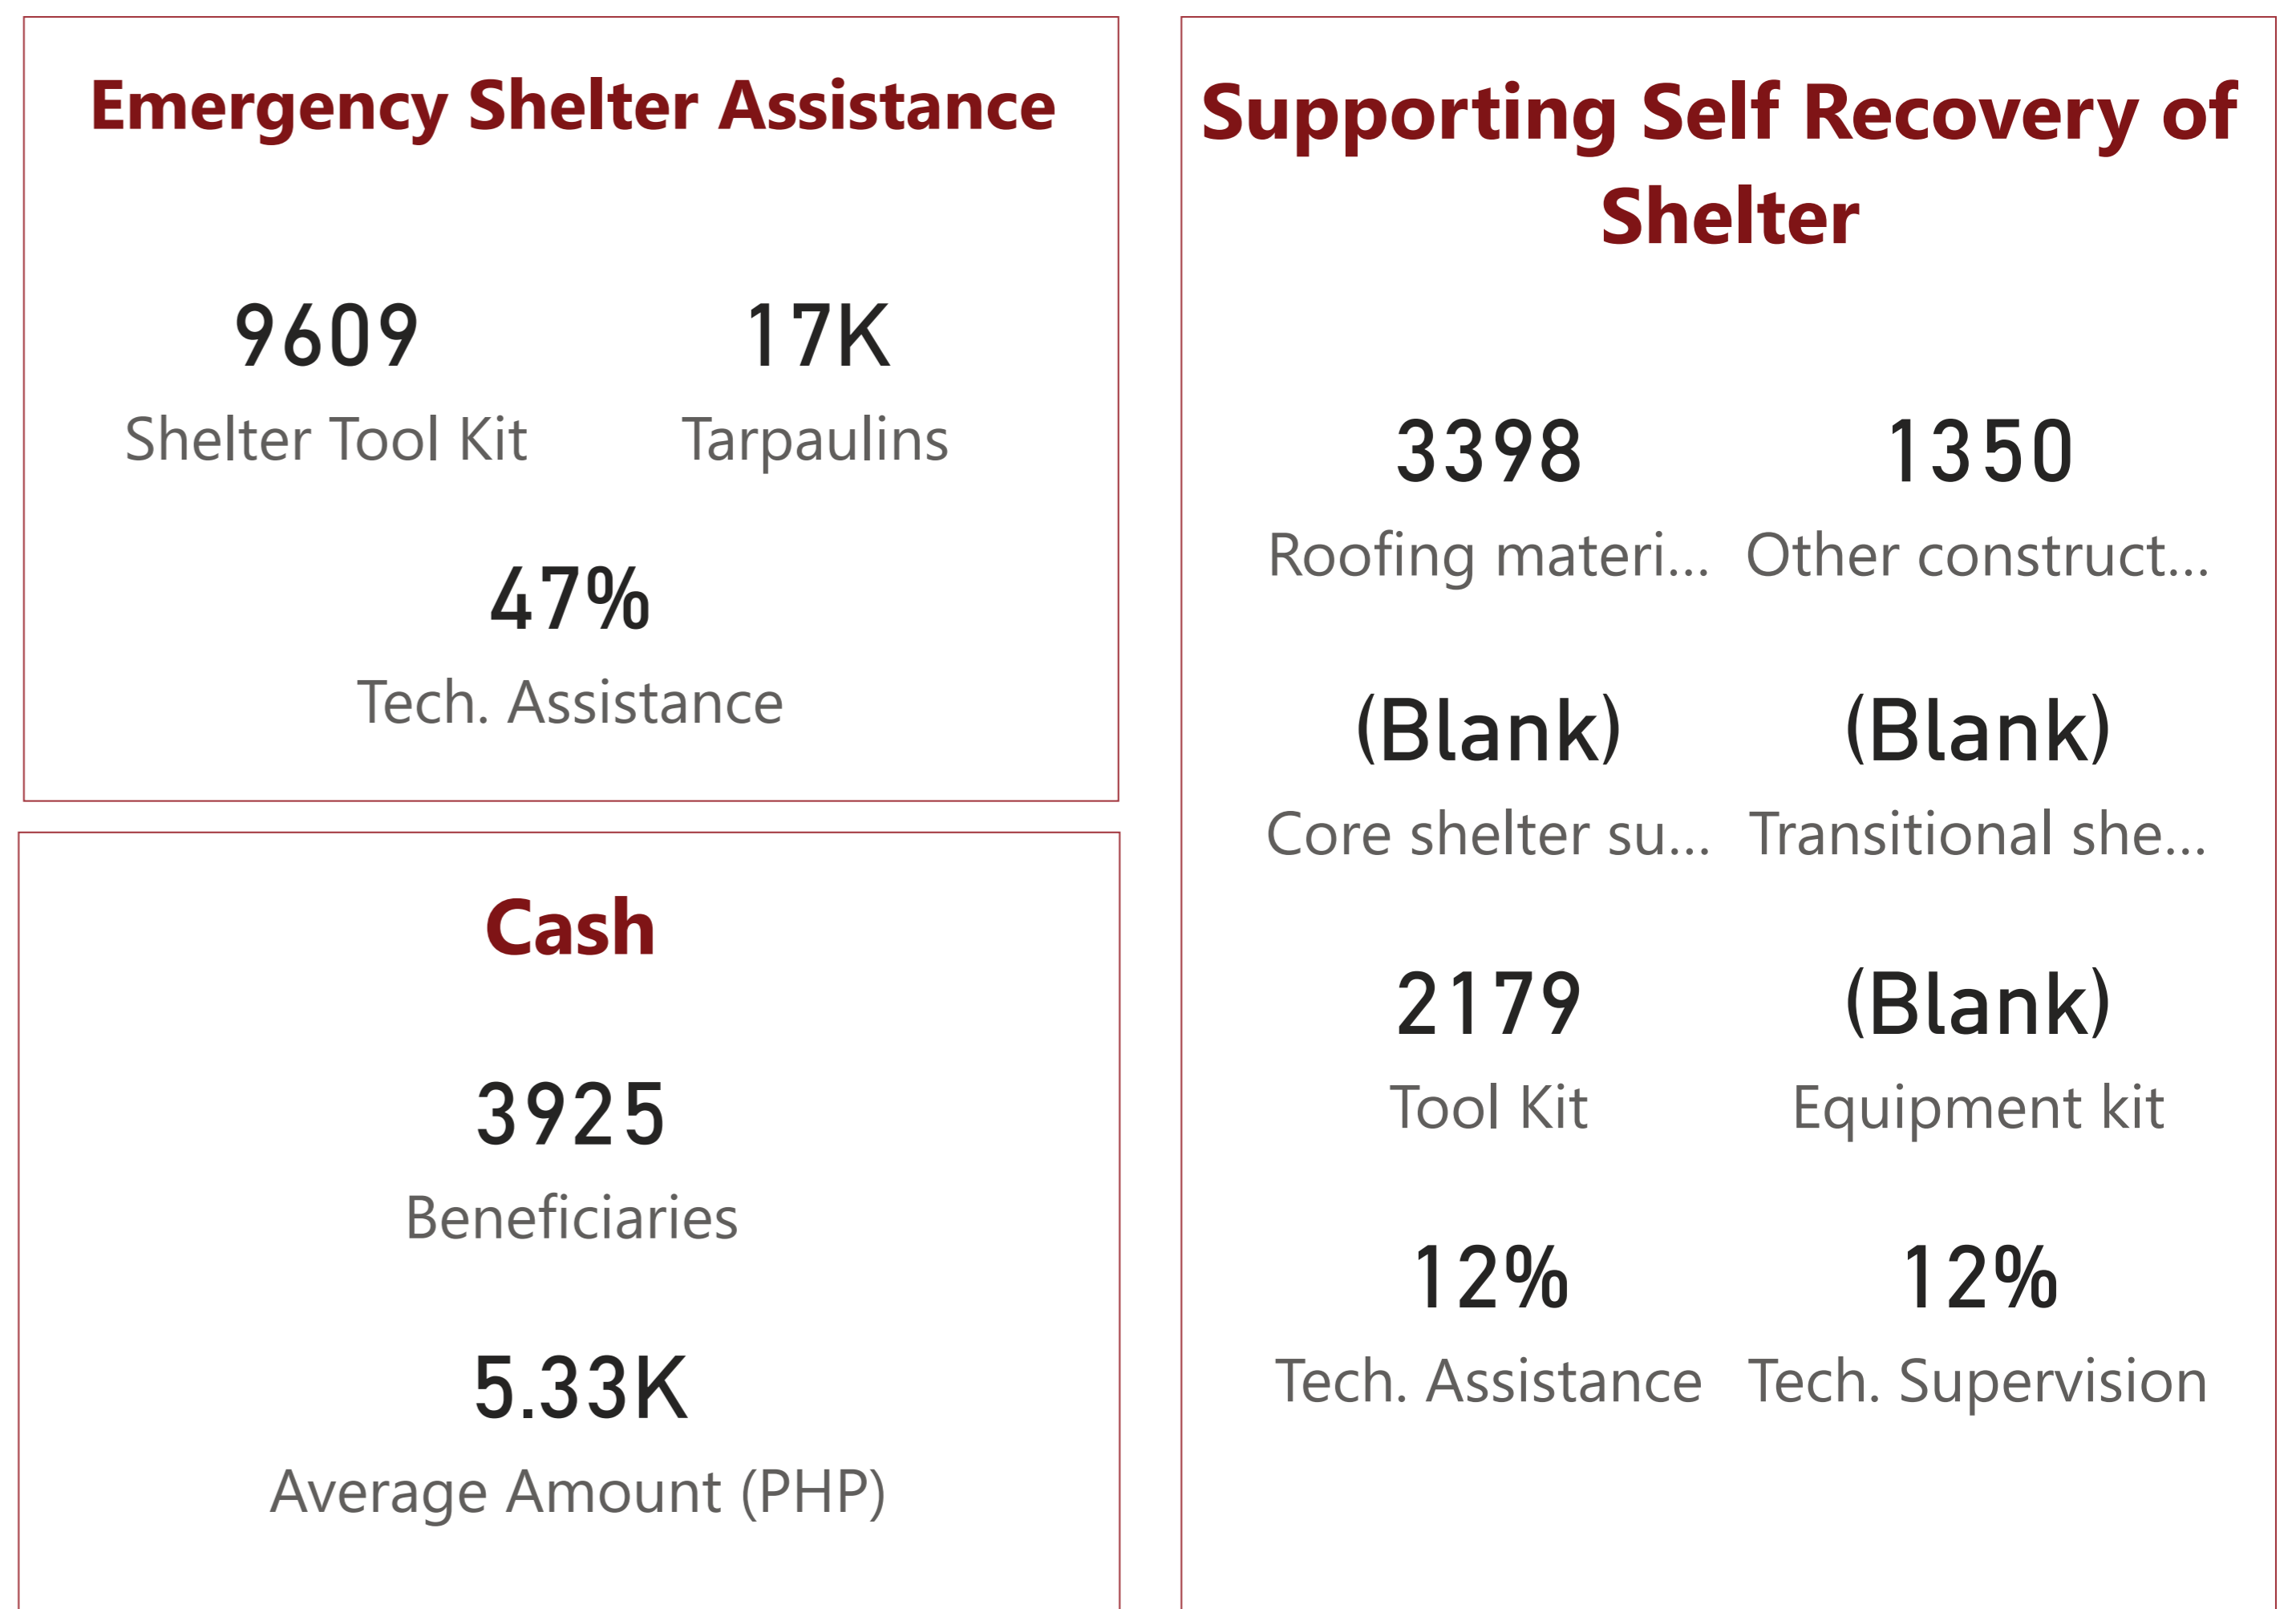 Emergency Shelter Assistance
9609
17K
Shelter Tool Kit
Tarpaulins
47%
Tech. Assistance
Cash
3925
Beneficiaries
5.33K
Average Amount (PHP)
Supporting Self Recovery of
Shelter
3398
1350
Roofing materi...
Other construct...
(Blank)
(Blank)
Core shelter su...
Transitional she...
2179
(Blank)
Tool Kit
Equipment kit
12%
12%
Tech. Assistance
Tech. Supervision